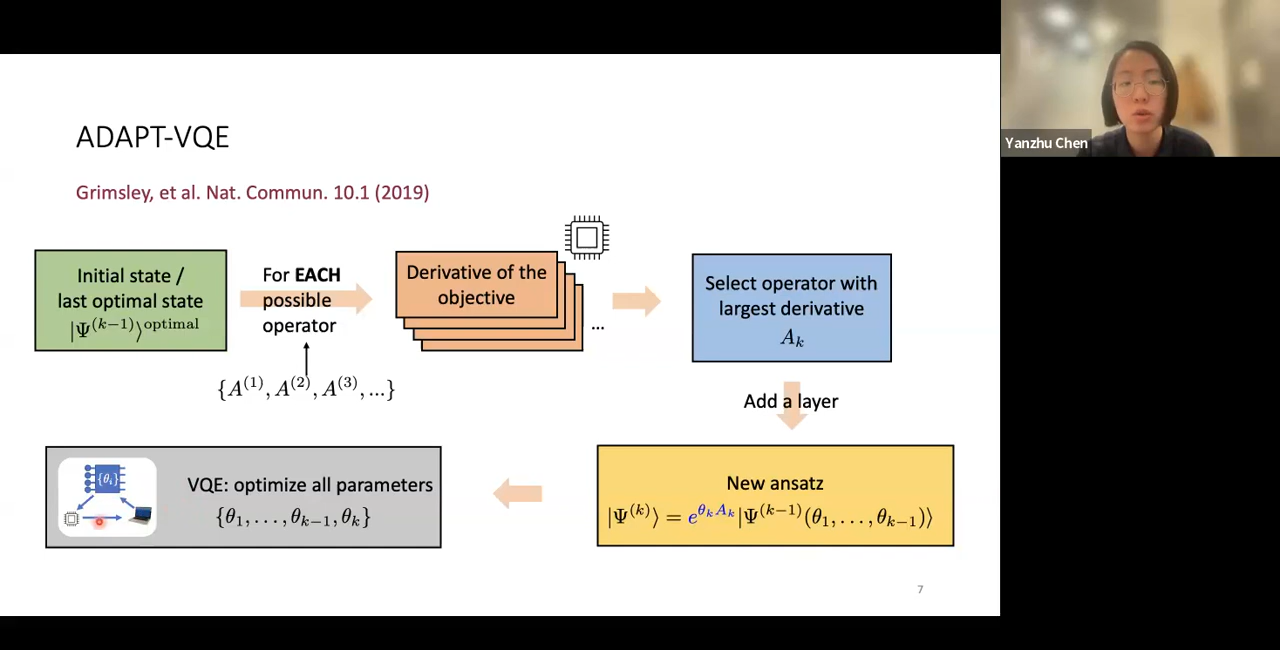 ADAPT-VQE
Grimsley, et al. Nat. Commun. 10.1 (2019)
Initial state /
last optimal state
|Ψ^(k−1)⟩^optimal
For EACH
possible
operator
{A^(1), A^(2), A^(3), ...}
Derivative of the
objective
...
Select operator with
largest derivative
A_k
Add a layer
New ansatz
|Ψ^(k)⟩ = e^{θ_k A_k}|Ψ^(k−1)(θ_1, . . . , θ_{k−1})⟩
VQE: optimize all parameters
{θ_1, . . . , θ_{k−1}, θ_k}
{θ_i}
7
Yanzhu Chen